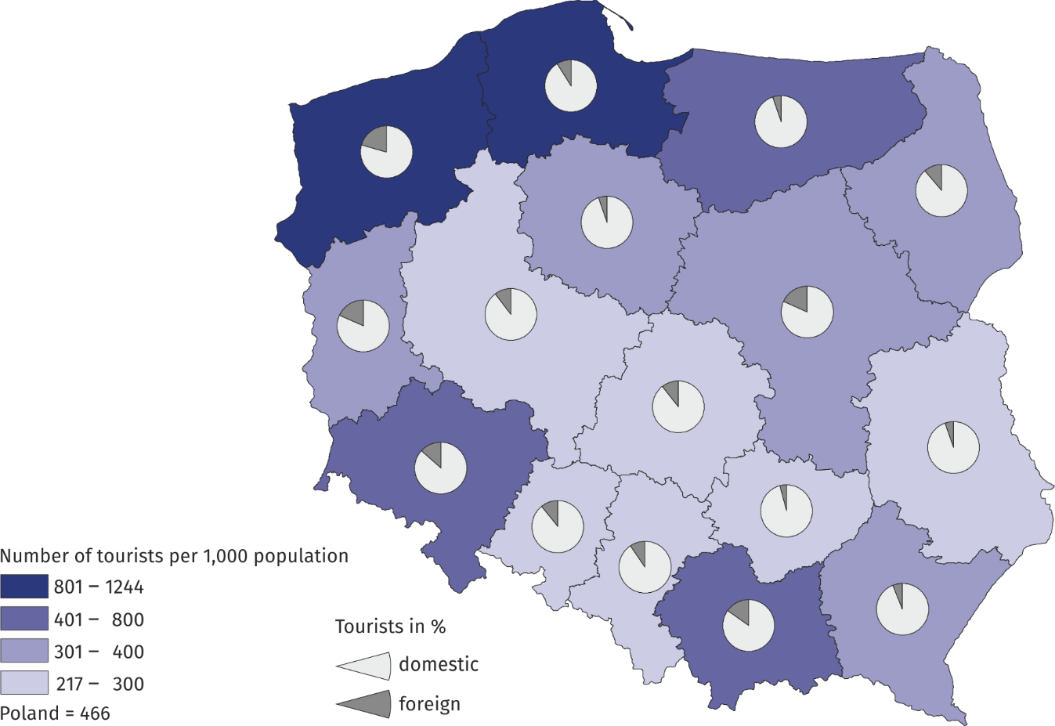 Number of tourists per 1,000 population
801 – 1244
401 – 800
301 – 400
217 – 300
Poland = 466
Tourists in %
domestic
foreign